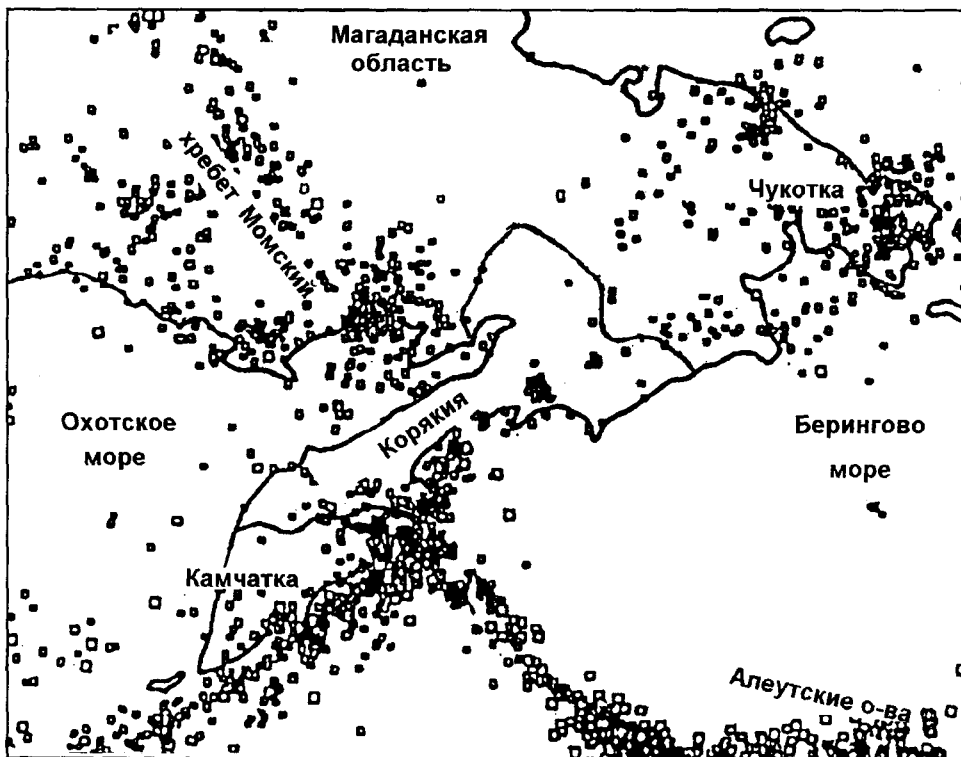 Магаданская
область
хребет Момский
Чукотка
Охотское
море
Корякия
Берингово
море
Камчатка
Алеутские о-ва